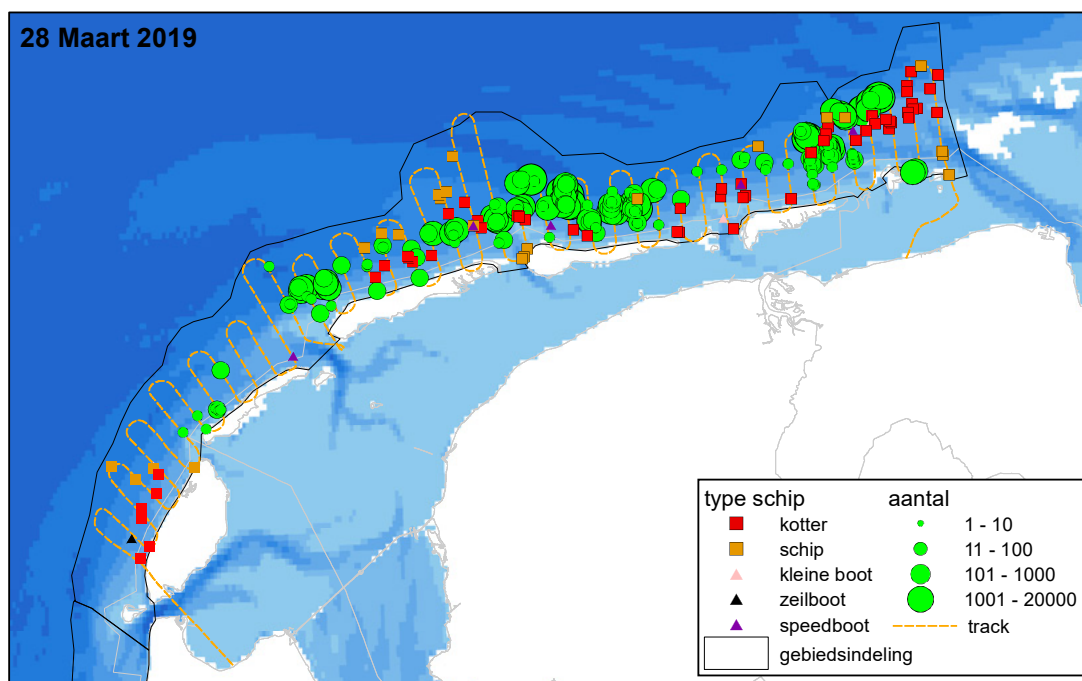 28 Maart 2019
type schip aantal
kotter 1 - 10
schip 11 - 100
kleine boot 101 - 1000
zeilboot 1001 - 20000
speedboot track
gebiedsindeling